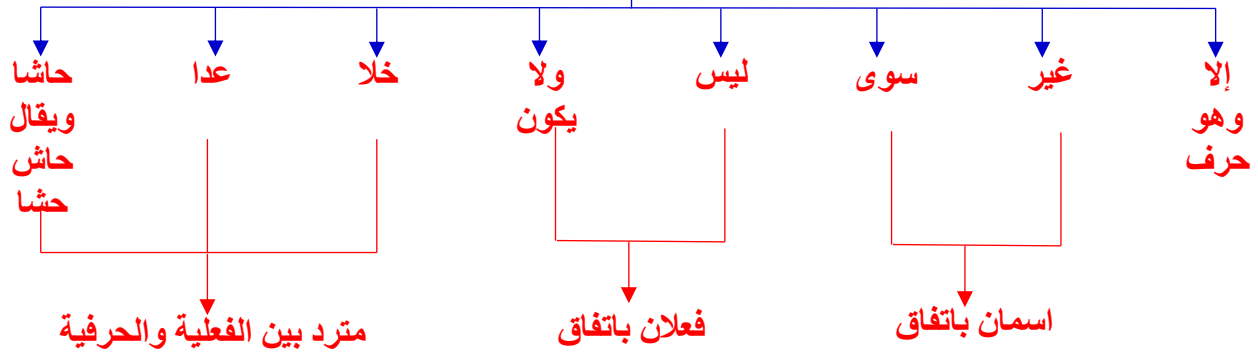 إلا
وهو
حرف
غير
سوى
ليس
ولا
يكون
خلا
عدا
حاشا
ويقال
حاش
حشا
اسمان باتفاق
فعلان باتفاق
مترد بين الفعلية والحرفية